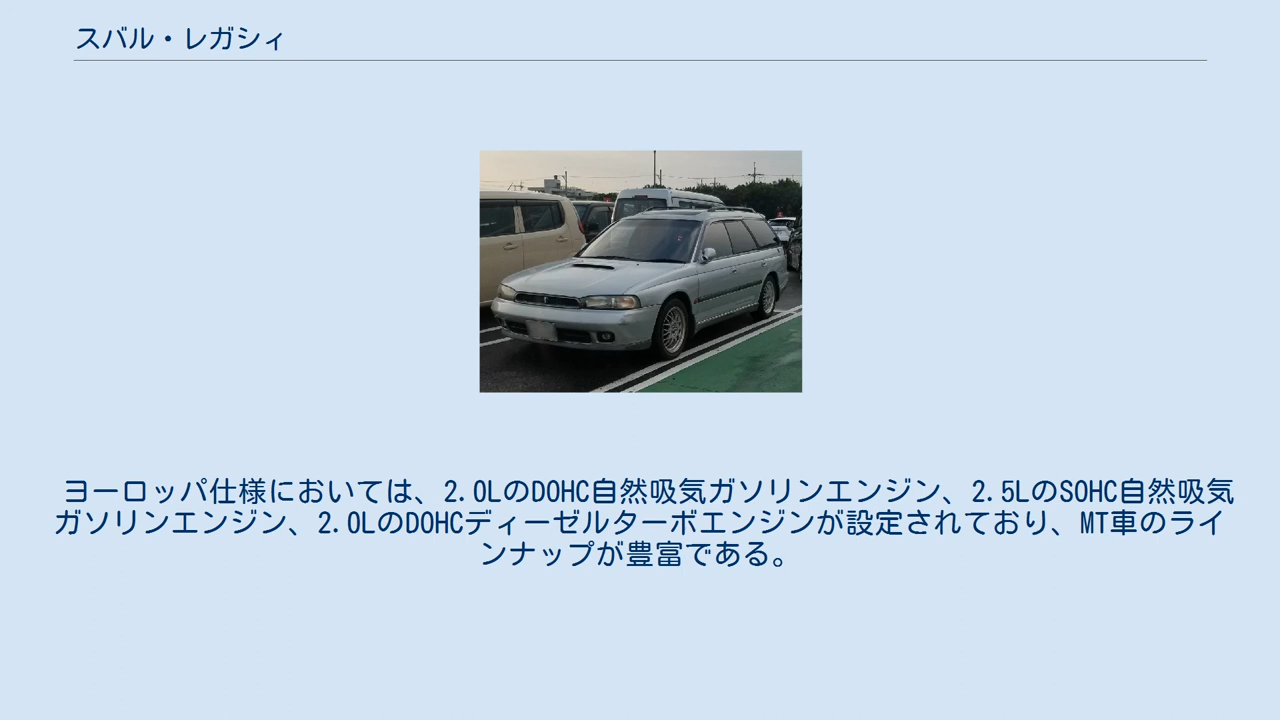 スバル・レガシィ
ヨーロッパ仕様においては、2.0LのDOHC自然吸気ガソリンエンジン、2.5LのSOHC自然吸気
ガソリンエンジン、2.0LのDOHCディーゼルターボエンジンが設定されており、MT車のライ
ンナップが豊富である。